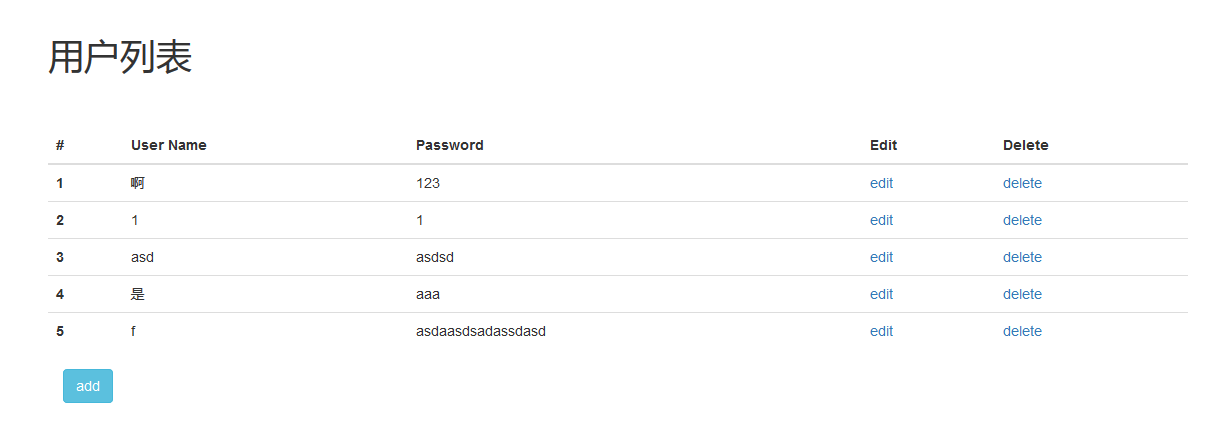 用户列表
# User Name Password Edit Delete
1 啊 123 edit delete
2 1 1 edit delete
3 asd asdsd edit delete
4 是 aaa edit delete
5 f asdaasdsadassdasd edit delete
add